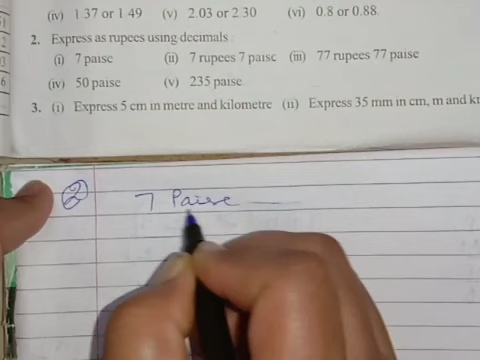 (iv) 1.37 or 1.49 (v) 2.03 or 2.30 (vi) 0.8 or 0.88.
2. Express as rupees using decimals.
(i) 7 paise (ii) 7 rupees 7 paise (iii) 77 rupees 77 paise
(iv) 50 paise (v) 235 paise.
3. (i) Express 5 cm in metre and kilometre (ii) Express 35 mm in cm, m and
② 7 Paise